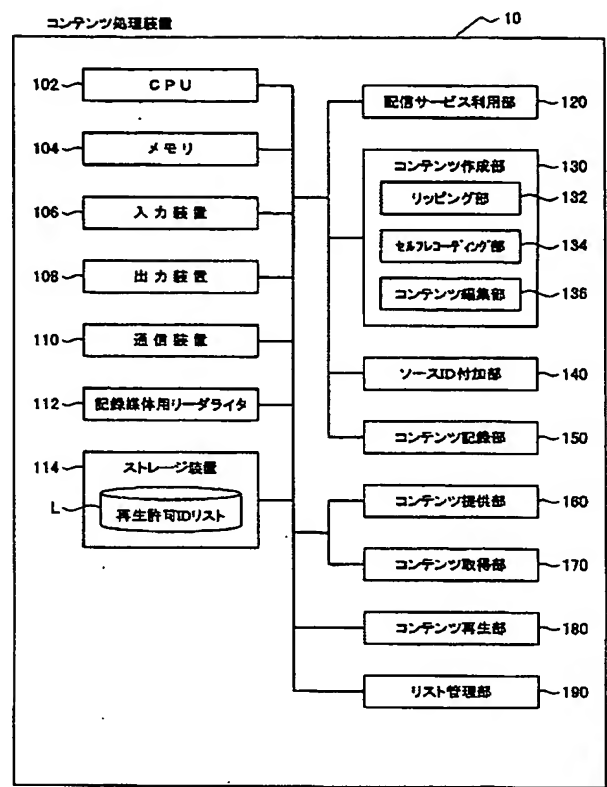 コンテンツ処理装置
10
102
CPU
104
メモリ
106
入力装置
108
出力装置
110
通信装置
112
記録媒体用リーダライタ
114
ストレージ装置
L
再生許可IDリスト
配信サービス利用部
120
コンテンツ作成部
130
リッピング部
132
セルフレコーディング部
134
コンテンツ編集部
136
ソースID付加部
140
コンテンツ記録部
150
コンテンツ提供部
160
コンテンツ取得部
170
コンテンツ再生部
180
リスト管理部
190